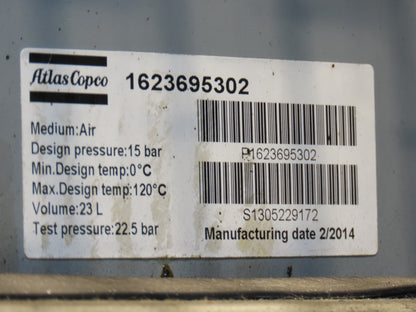 Atlas Copco
1623695302
Medium:Air
Design pressure:15 bar
Min.Design temp:0°C
Max.Design temp:120°C
Volume:23 L
Test pressure:22.5 bar
P1623695302
S1305229172
Manufacturing date 2/2014